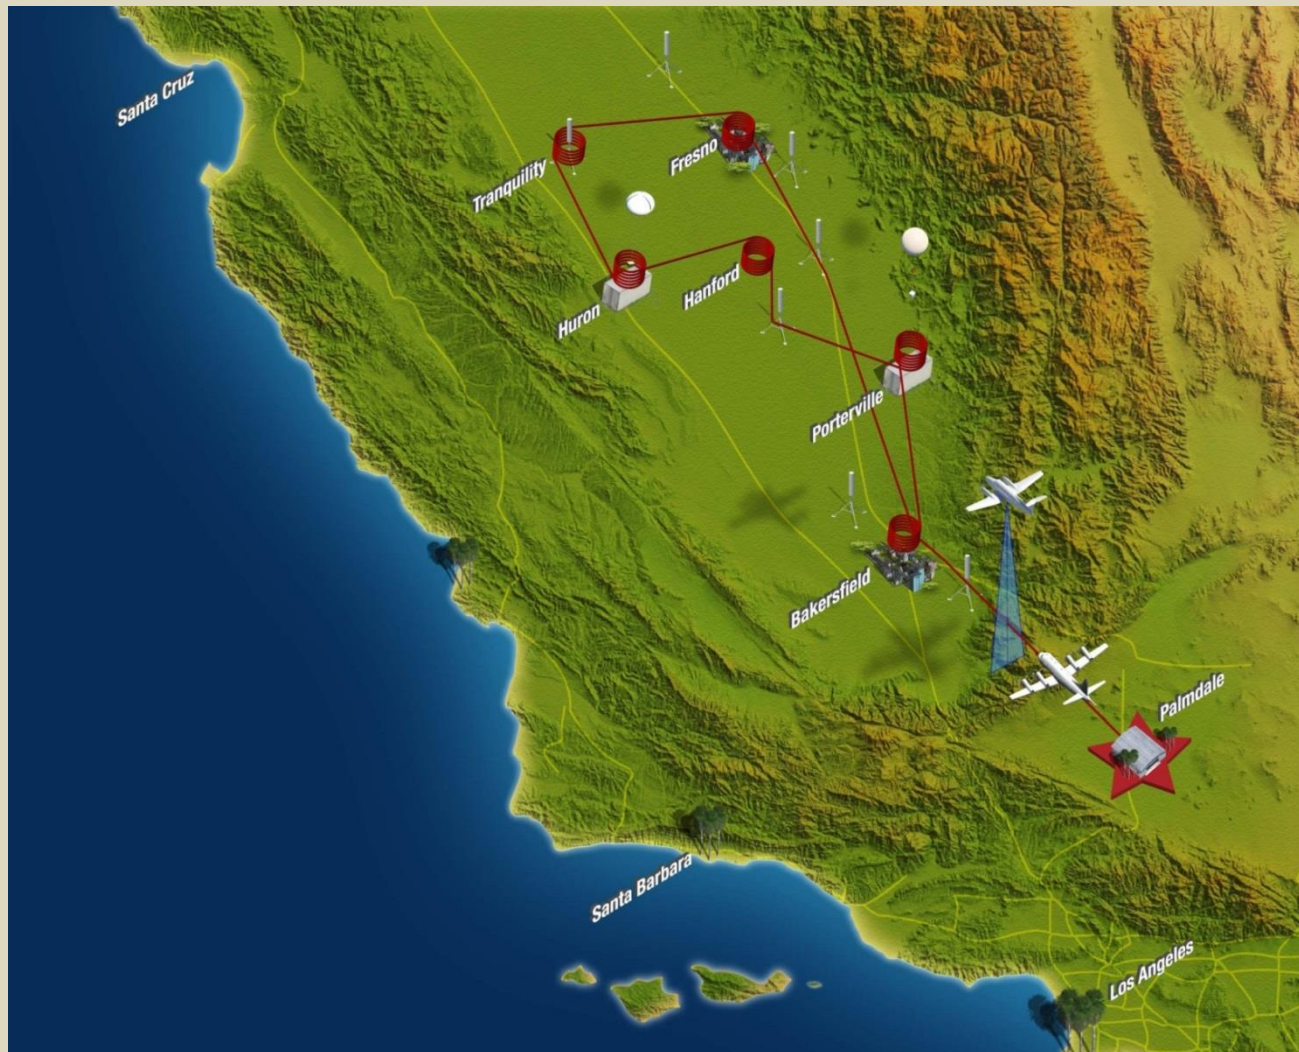 Santa Cruz
Fresno
Tranquility
Hanford
Huron
Porterville
Bakersfield
Palmdale
Santa Barbara
Los Angeles